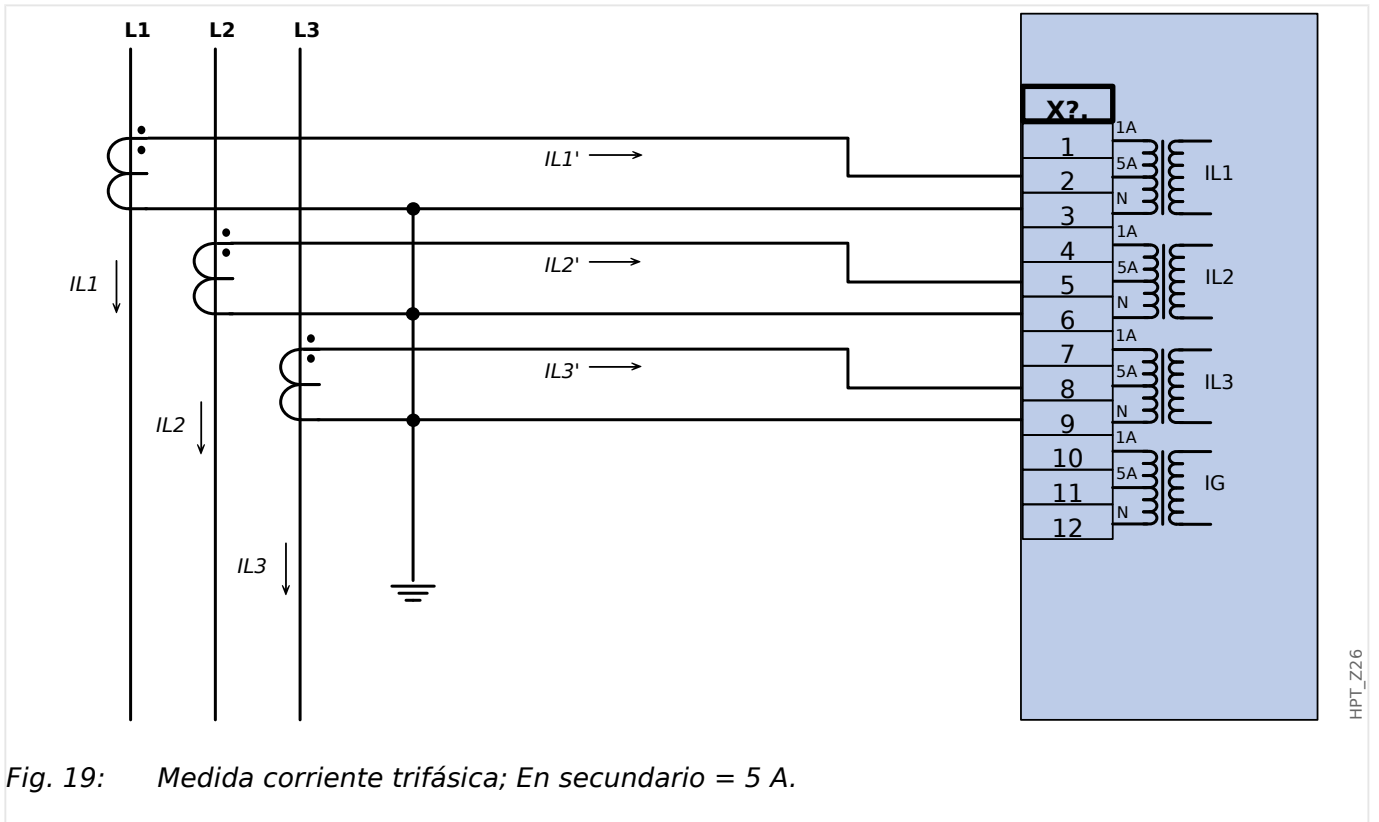 L1 L2 L3
X?.
1
2
3
4
5
6
7
8
9
10
11
12
1A
5A
N
IL1
1A
5A
N
IL2
1A
5A
N
IL3
1A
5A
N
IG
IL1'
IL2'
IL3'
IL1
IL2
IL3
HPT_Z26
Fig. 19: Medida corriente trifásica; En secundario = 5 A.